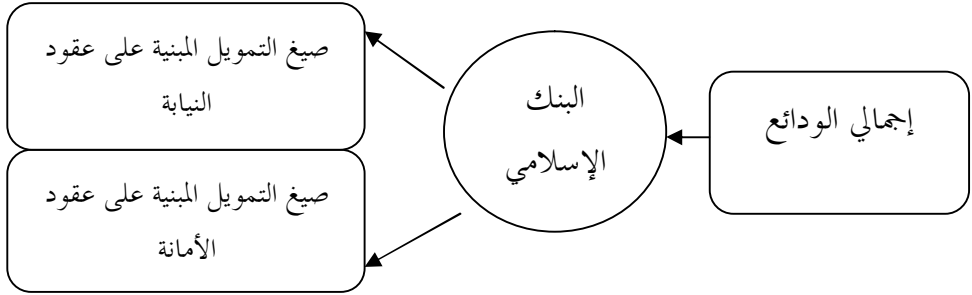 إجمالي الودائع
البنك
الإسلامي
صيغ التمويل المبنية على عقود
النيابة
صيغ التمويل المبنية على عقود
الأمانة